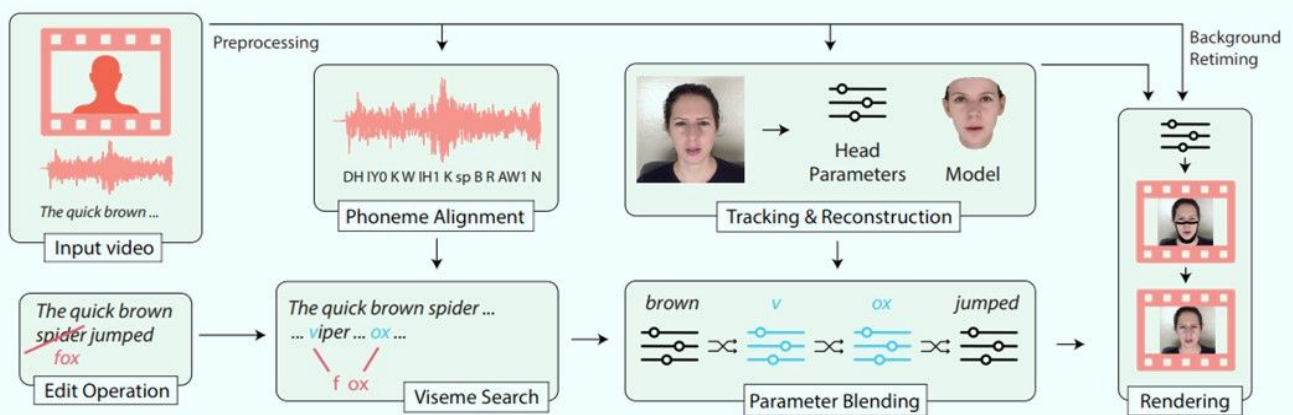 Preprocessing
Background
Retiming
The quick brown ...
Input video
DH IY0 K W IH1 K sp B R AW1 N
Phoneme Alignment
Head
Parameters
Model
Tracking & Reconstruction
The quick brown
spider jumped
fox
Edit Operation
The quick brown spider ...
... viper ... ox ...
f ox
Viseme Search
brown v ox jumped
Parameter Blending
Rendering